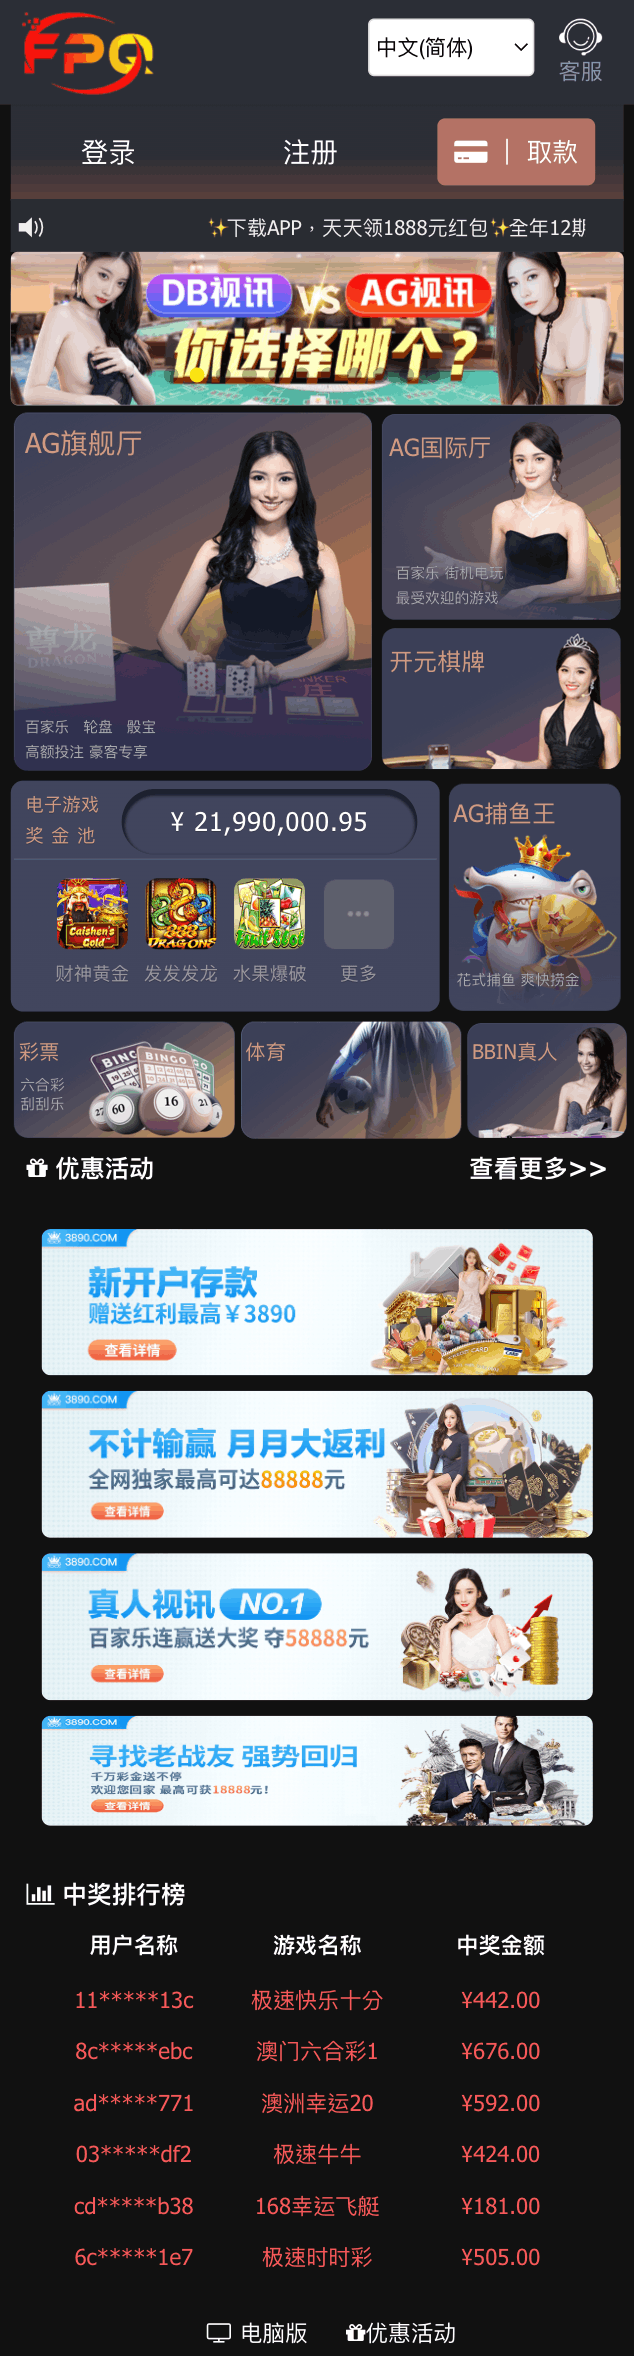 FPQ
中文(简体)
客服
登录
注册
取款
✨下载APP，天天领1888元红包✨全年12期
DB视讯 VS AG视讯
你选择哪个？
AG旗舰厅
尊龙
DRAGON
百家乐 轮盘 骰宝
高额投注 豪客专享
AG国际厅
百家乐 街机电玩
最受欢迎的游戏
开元棋牌
电子游戏
奖 金 池
¥ 21,990,000.95
Caishen's Gold
888 DRAGONS
Fruit Slot
财神黄金
发发发龙
水果爆破
更多
AG捕鱼王
花式捕鱼 爽快捞金
彩票
六合彩
刮刮乐
BINGO
BINGO
27
60
16
21
体育
BBIN真人
优惠活动
查看更多>>
3890.COM
新开户存款
赠送红利最高￥3890
查看详情
3890.COM
不计输赢 月月大返利
全网独家最高可达88888元
查看详情
3890.COM
真人视讯 NO.1
百家乐连赢送大奖 夺58888元
查看详情
3890.COM
寻找老战友 强势回归
千万彩金送不停
欢迎您回家 最高可获18888元！
查看详情
中奖排行榜
用户名称 游戏名称 中奖金额
11*****13c 极速快乐十分 ¥442.00
8c*****ebc 澳门六合彩1 ¥676.00
ad*****771 澳洲幸运20 ¥592.00
03*****df2 极速牛牛 ¥424.00
cd*****b38 168幸运飞艇 ¥181.00
6c*****1e7 极速时时彩 ¥505.00
电脑版
优惠活动